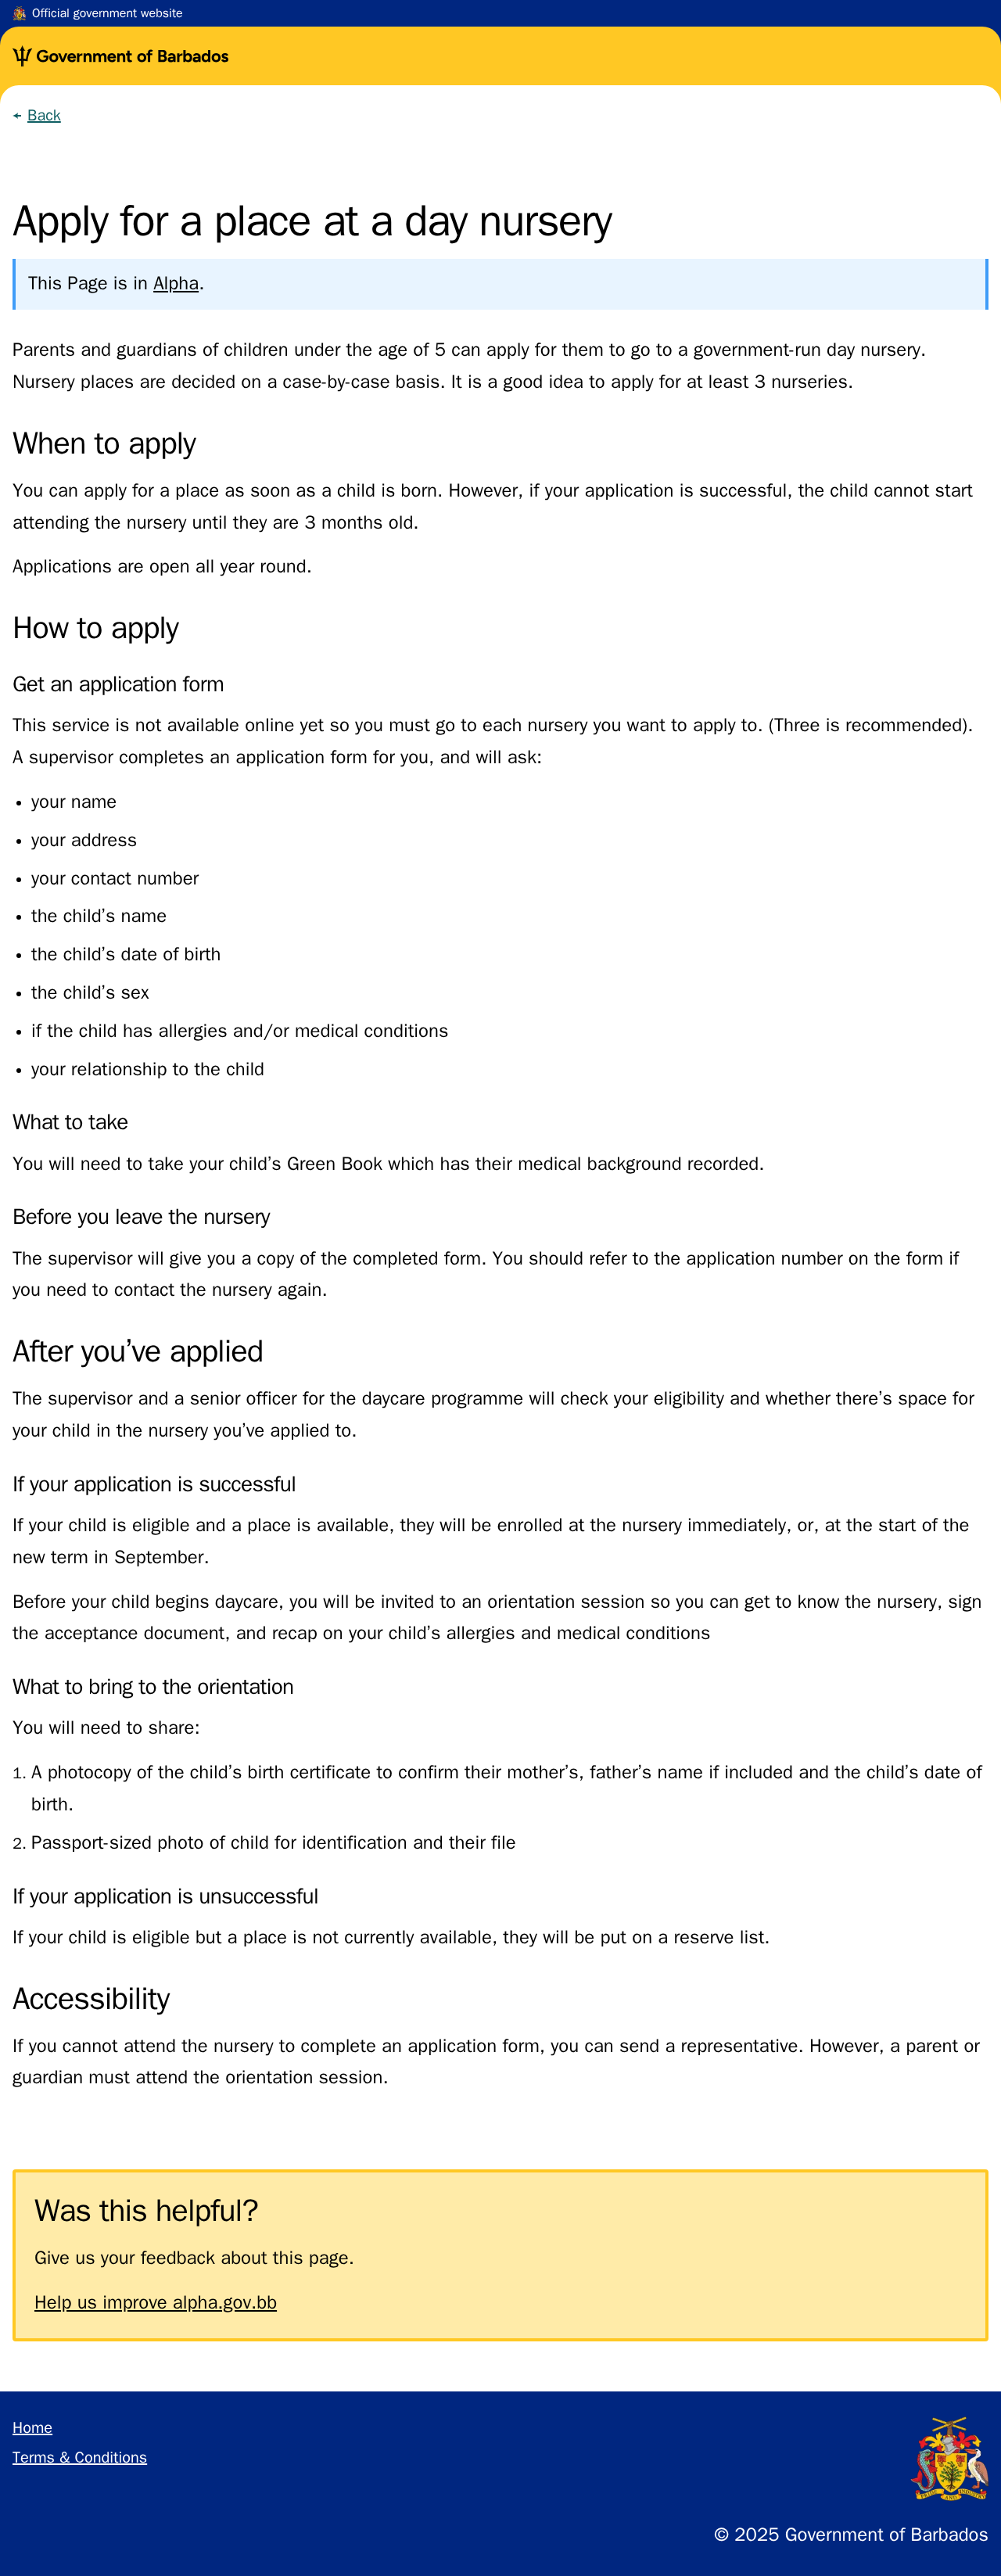 Official government website
Government of Barbados
Back
Apply for a place at a day nursery
This Page is in Alpha.
Parents and guardians of children under the age of 5 can apply for them to go to a government-run day nursery.
Nursery places are decided on a case-by-case basis. It is a good idea to apply for at least 3 nurseries.
When to apply
You can apply for a place as soon as a child is born. However, if your application is successful, the child cannot start
attending the nursery until they are 3 months old.
Applications are open all year round.
How to apply
Get an application form
This service is not available online yet so you must go to each nursery you want to apply to. (Three is recommended).
A supervisor completes an application form for you, and will ask:
• your name
• your address
• your contact number
• the child’s name
• the child’s date of birth
• the child’s sex
• if the child has allergies and/or medical conditions
• your relationship to the child
What to take
You will need to take your child’s Green Book which has their medical background recorded.
Before you leave the nursery
The supervisor will give you a copy of the completed form. You should refer to the application number on the form if
you need to contact the nursery again.
After you’ve applied
The supervisor and a senior officer for the daycare programme will check your eligibility and whether there’s space for
your child in the nursery you’ve applied to.
If your application is successful
If your child is eligible and a place is available, they will be enrolled at the nursery immediately, or, at the start of the
new term in September.
Before your child begins daycare, you will be invited to an orientation session so you can get to know the nursery, sign
the acceptance document, and recap on your child’s allergies and medical conditions
What to bring to the orientation
You will need to share:
1. A photocopy of the child’s birth certificate to confirm their mother’s, father’s name if included and the child’s date of
birth.
2. Passport-sized photo of child for identification and their file
If your application is unsuccessful
If your child is eligible but a place is not currently available, they will be put on a reserve list.
Accessibility
If you cannot attend the nursery to complete an application form, you can send a representative. However, a parent or
guardian must attend the orientation session.
Was this helpful?
Give us your feedback about this page.
Help us improve alpha.gov.bb
Home
Terms & Conditions
PRIDE AND INDUSTRY
© 2025 Government of Barbados